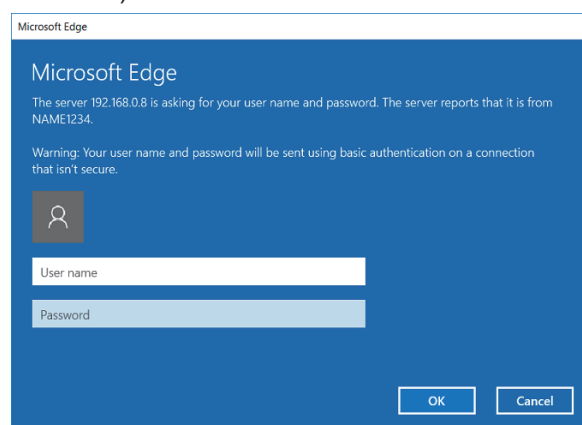 Microsoft Edge
Microsoft Edge
The server 192.168.0.8 is asking for your user name and password. The server reports that it is from
NAME1234.
Warning: Your user name and password will be sent using basic authentication on a connection
that isn't secure.
User name
Password
OK Cancel